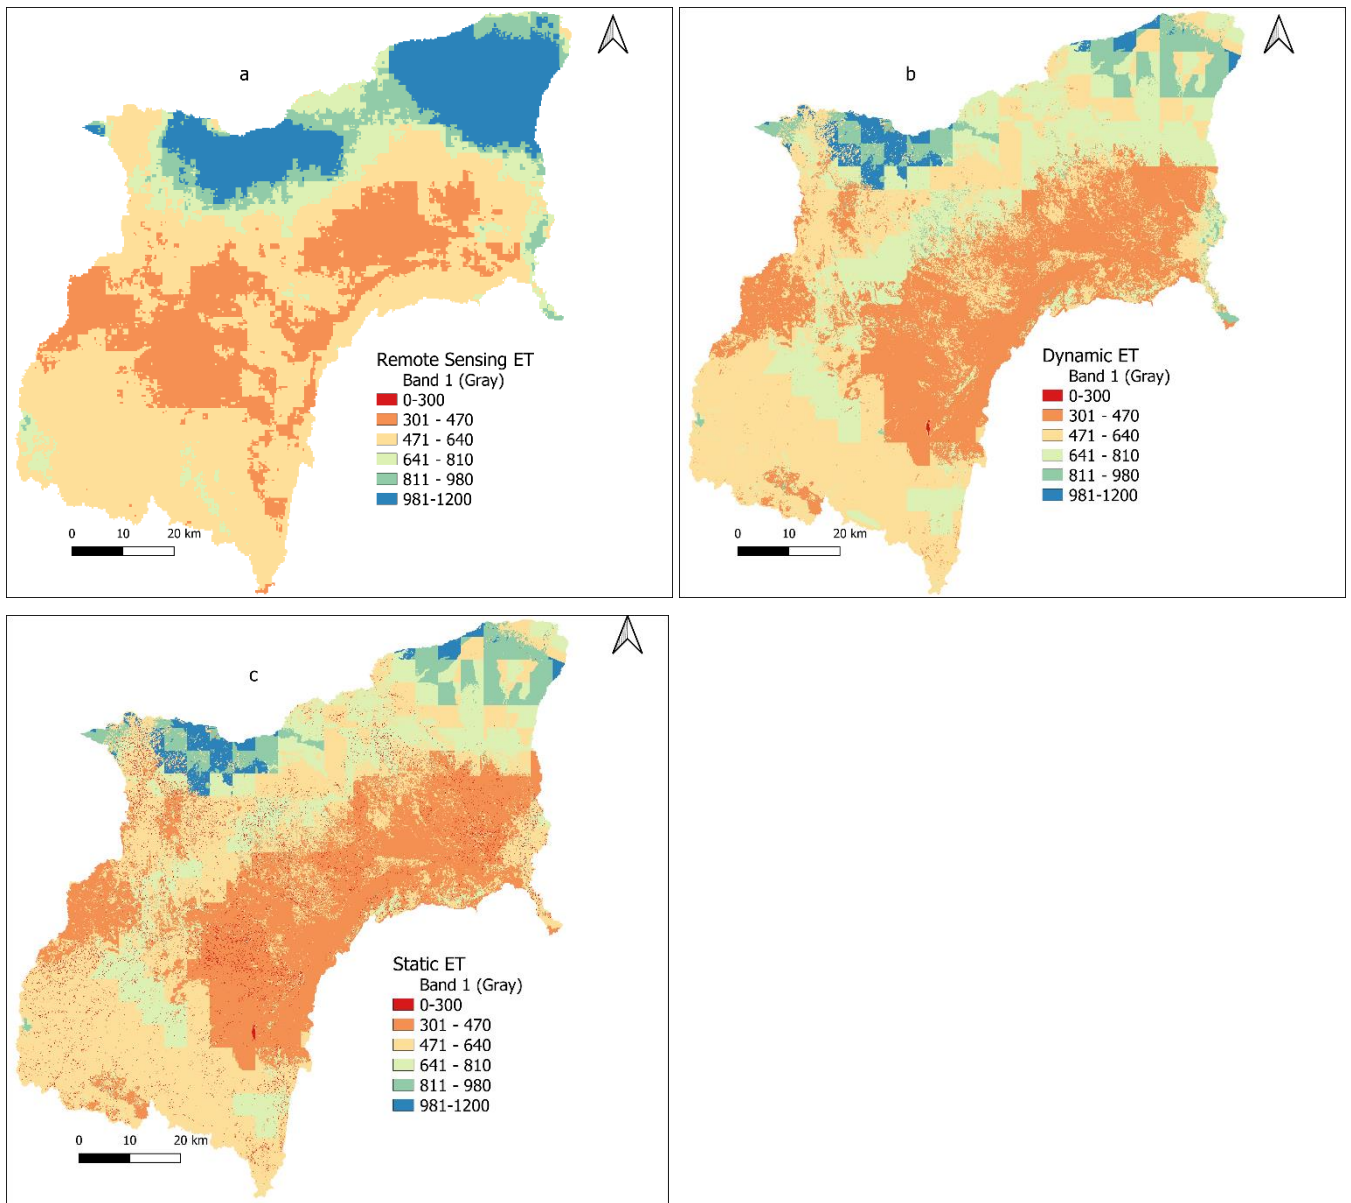 a
Remote Sensing ET
Band 1 (Gray)
0-300
301 - 470
471 - 640
641 - 810
811 - 980
981-1200
0 10 20 km
b
Dynamic ET
Band 1 (Gray)
0-300
301 - 470
471 - 640
641 - 810
811 - 980
981-1200
0 10 20 km
c
Static ET
Band 1 (Gray)
0-300
301 - 470
471 - 640
641 - 810
811 - 980
981-1200
0 10 20 km